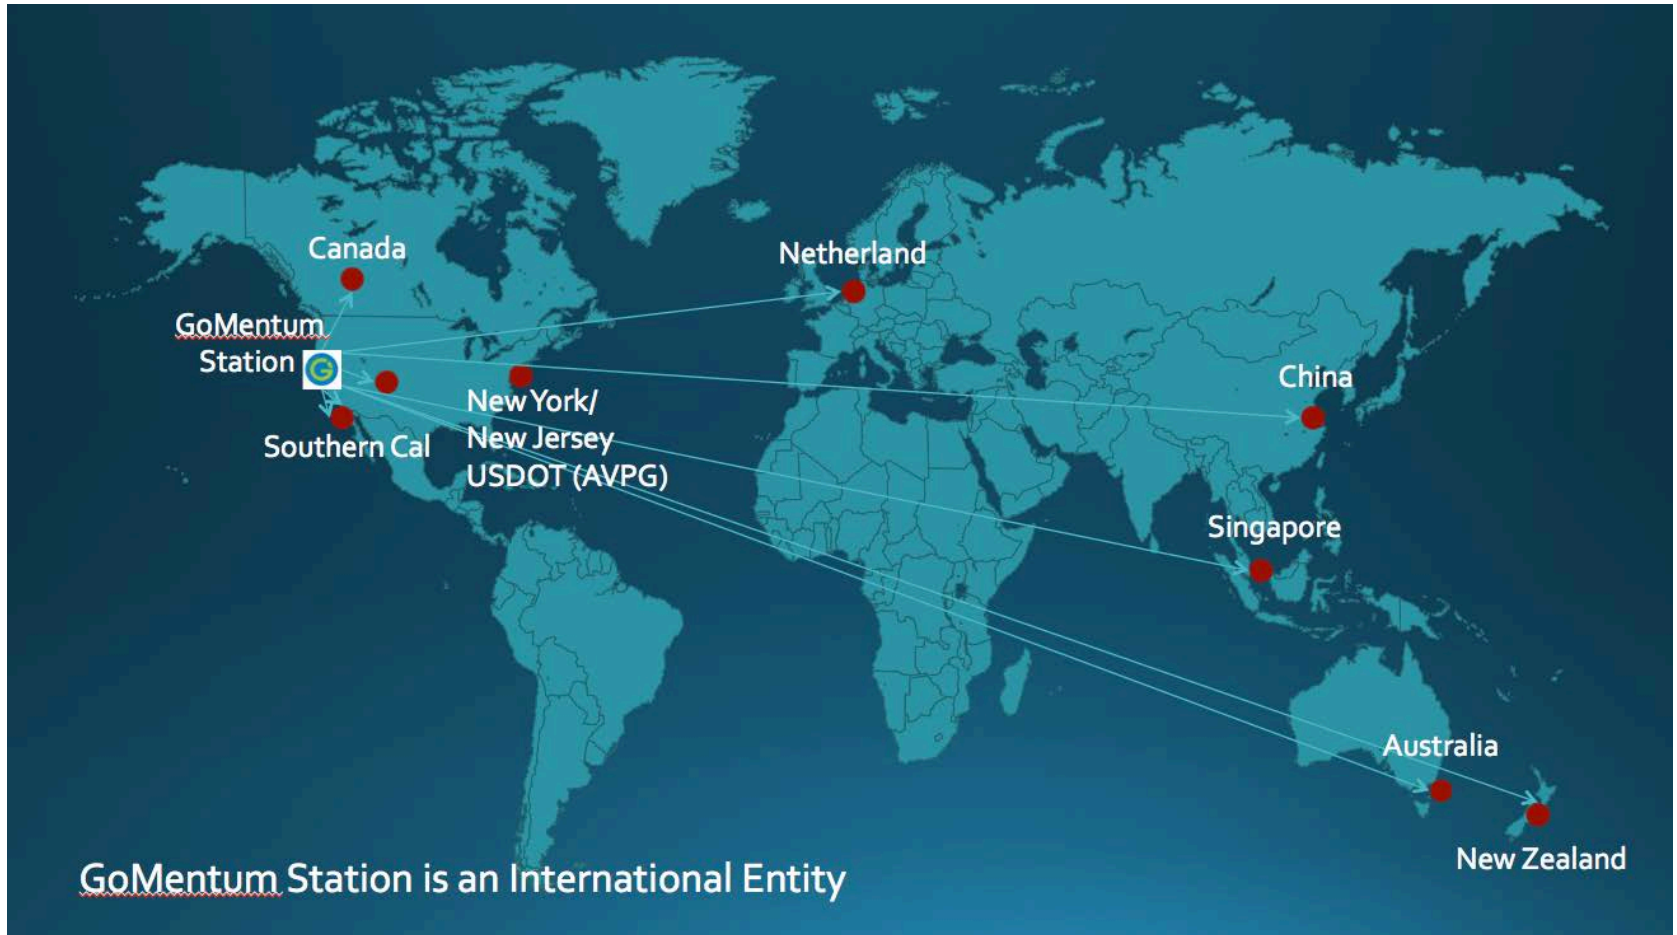 Canada
Netherland
GoMentum
Station
China
New York/
New Jersey
USDOT (AVPG)
Southern Cal
Singapore
Australia
New Zealand
GoMentum Station is an International Entity